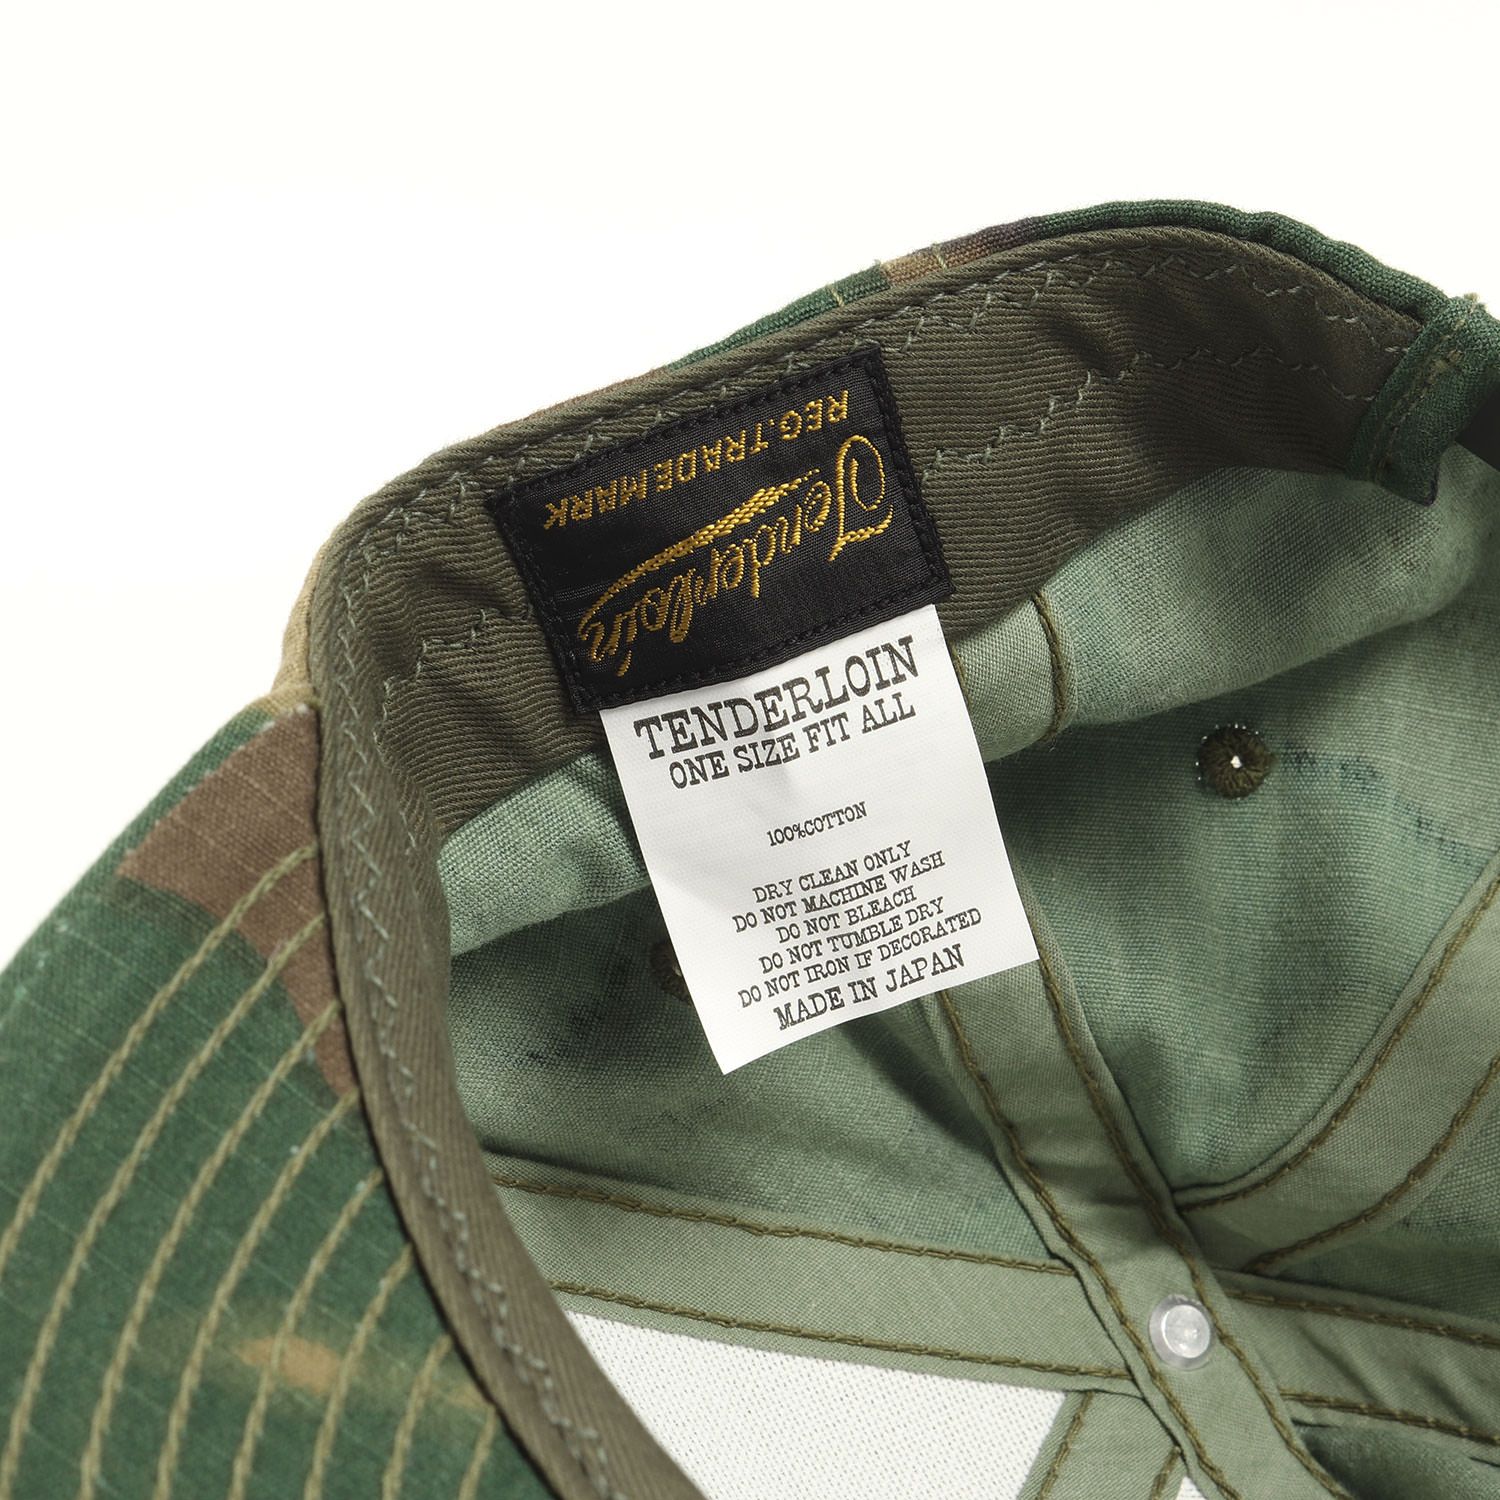 Tenderloin
REG.TRADE MARK
TENDERLOIN
ONE SIZE FIT ALL
100%COTTON
DRY CLEAN ONLY
DO NOT MACHINE WASH
DO NOT BLEACH
DO NOT TUMBLE DRY
DO NOT IRON IF DECORATED
MADE IN JAPAN